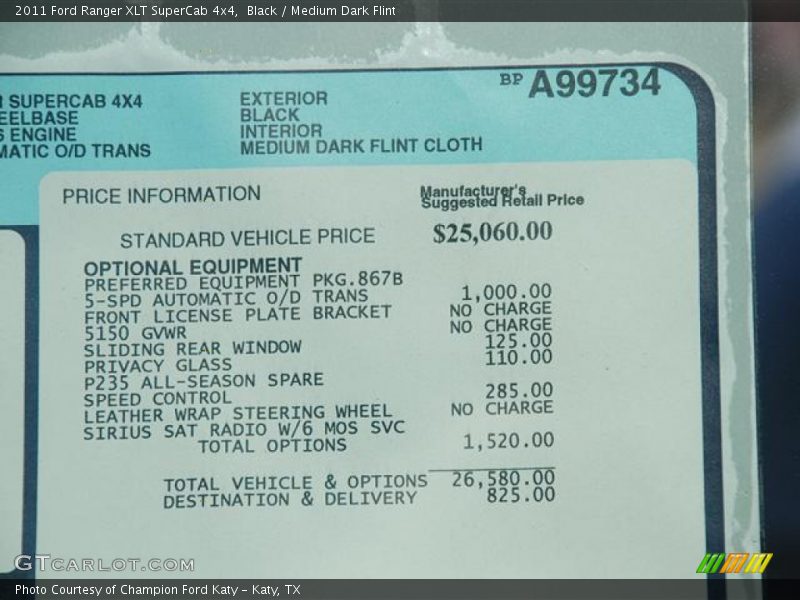 2011 Ford Ranger XLT SuperCab 4x4,  Black / Medium Dark Flint
SUPERCAB 4X4
EELBASE
ENGINE
MATIC O/D TRANS
EXTERIOR
BLACK
INTERIOR
MEDIUM DARK FLINT CLOTH
BP A99734
PRICE INFORMATION
Manufacturer's
Suggested Retail Price
STANDARD VEHICLE PRICE $25,060.00
OPTIONAL EQUIPMENT
PREFERRED EQUIPMENT PKG.867B
5-SPD AUTOMATIC O/D TRANS 1,000.00
FRONT LICENSE PLATE BRACKET NO CHARGE
5150 GVWR NO CHARGE
SLIDING REAR WINDOW 125.00
PRIVACY GLASS 110.00
P235 ALL-SEASON SPARE
SPEED CONTROL 285.00
LEATHER WRAP STEERING WHEEL NO CHARGE
SIRIUS SAT RADIO W/6 MOS SVC
TOTAL OPTIONS 1,520.00
TOTAL VEHICLE & OPTIONS 26,580.00
DESTINATION & DELIVERY 825.00
GTCARLOT.COM
Photo Courtesy of Champion Ford Katy – Katy, TX